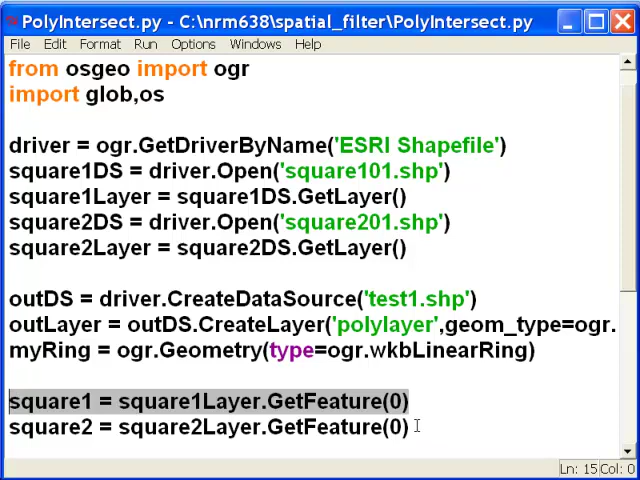 PolyIntersect.py - C:\nrm638\spatial_filter\PolyIntersect.py
File Edit Format Run Options Windows Help
from osgeo import ogr
import glob,os
driver = ogr.GetDriverByName('ESRI Shapefile')
square1DS = driver.Open('square101.shp')
square1Layer = square1DS.GetLayer()
square2DS = driver.Open('square201.shp')
square2Layer = square2DS.GetLayer()
outDS = driver.CreateDataSource('test1.shp')
outLayer = outDS.CreateLayer('polylayer',geom_type=ogr.
myRing = ogr.Geometry(type=ogr.wkbLinearRing)
square1 = square1Layer.GetFeature(0)
square2 = square2Layer.GetFeature(0)
Ln: 15 Col: 0